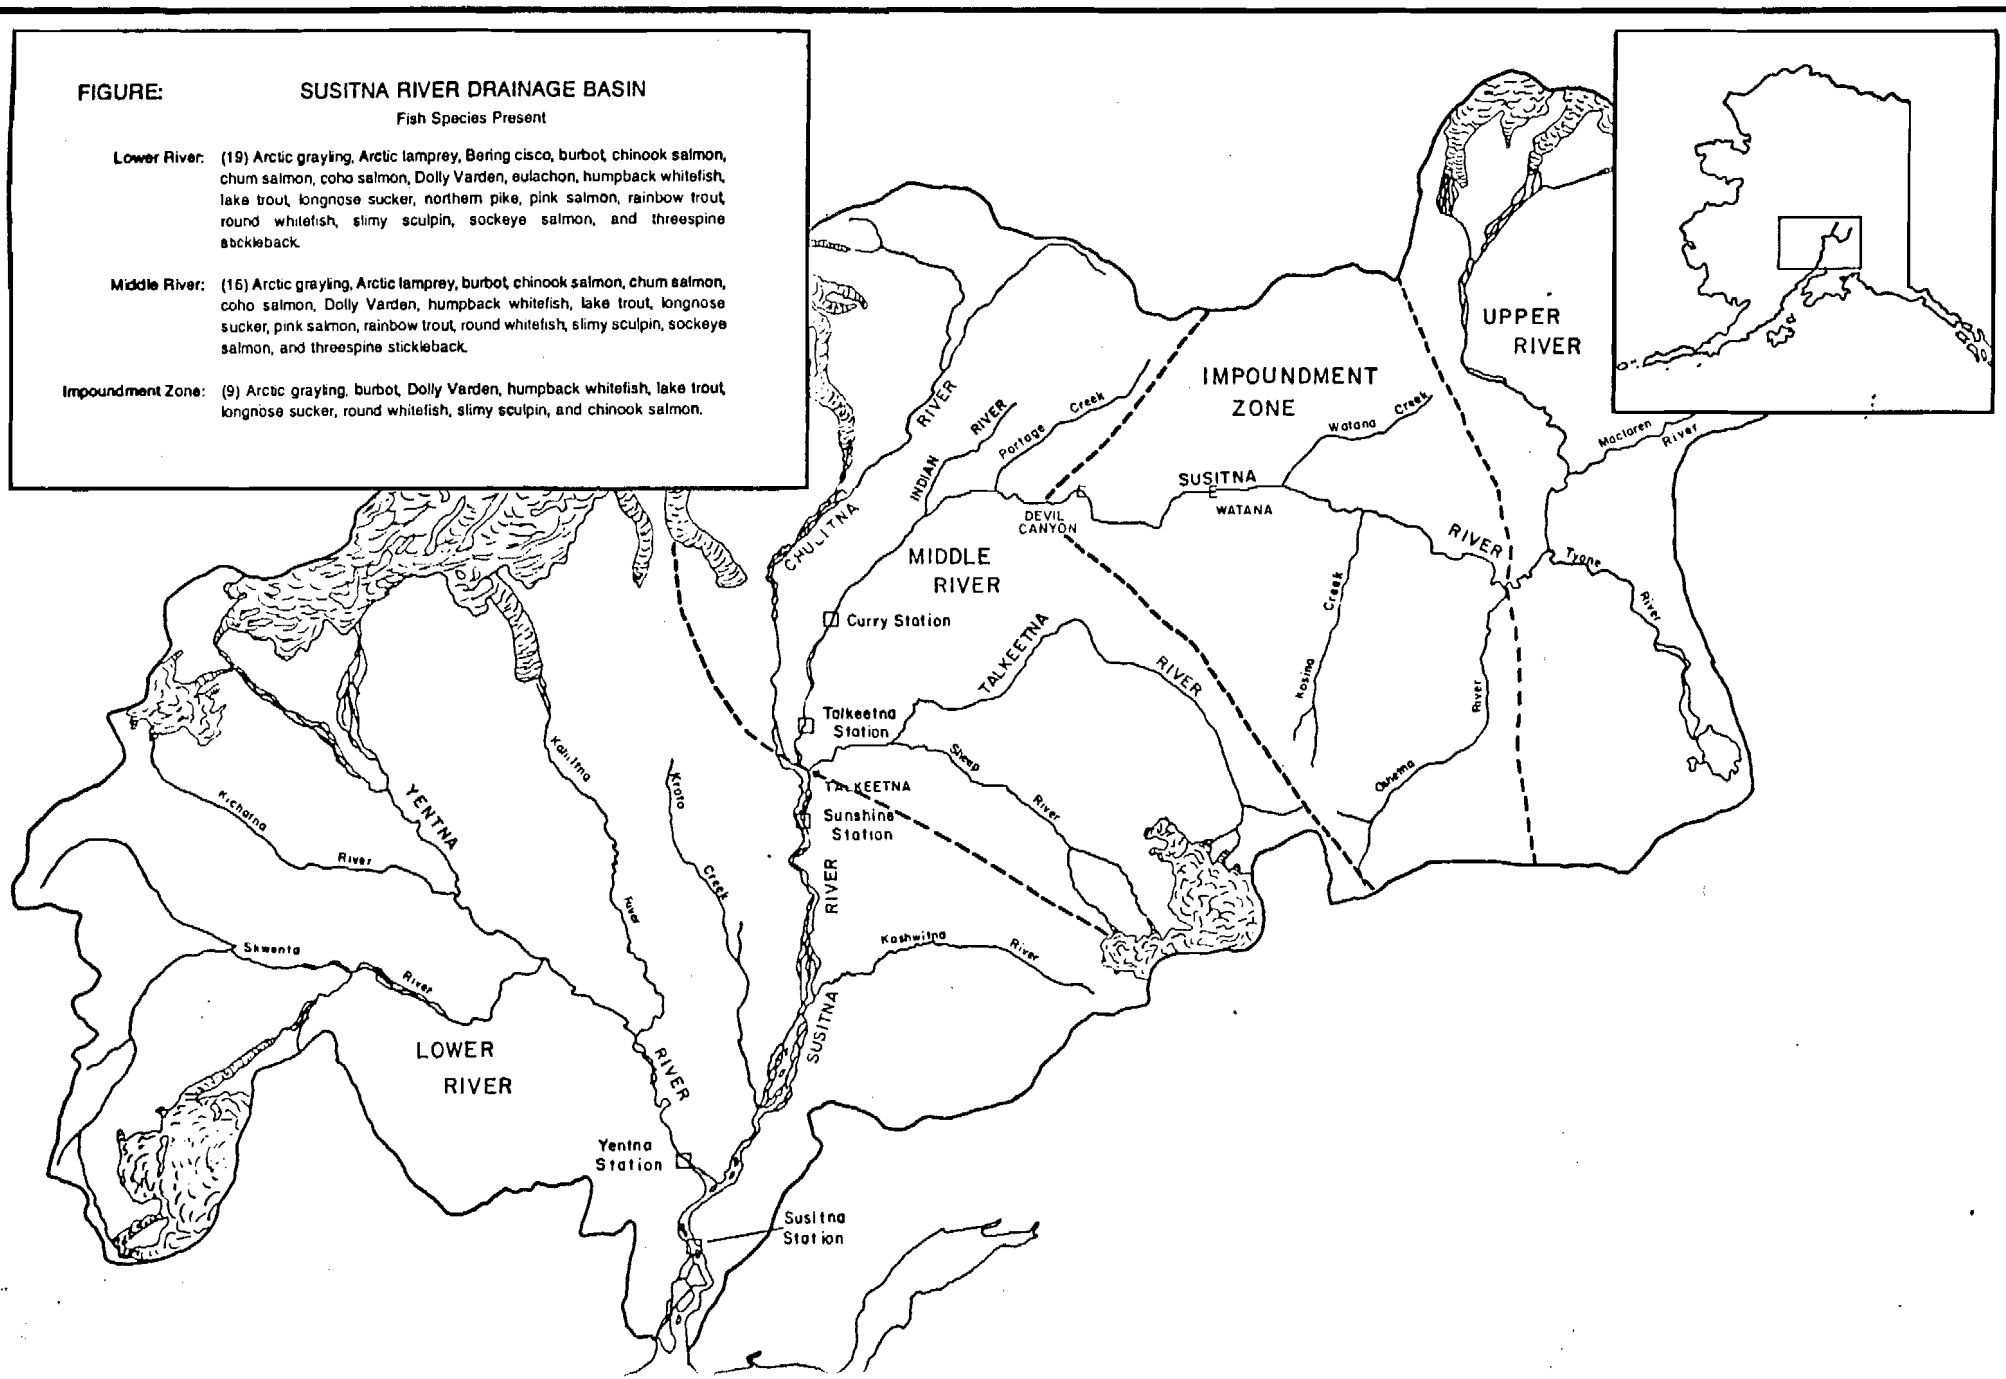 FIGURE: SUSITNA RIVER DRAINAGE BASIN
Fish Species Present
Lower River: (19) Arctic grayling, Arctic lamprey, Bering cisco, burbot, chinook salmon,
chum salmon, coho salmon, Dolly Varden, eulachon, humpback whitefish,
lake trout, longnose sucker, northern pike, pink salmon, rainbow trout,
round whitefish, slimy sculpin, sockeye salmon, and threespine
stickleback.
Middle River: (16) Arctic grayling, Arctic lamprey, burbot, chinook salmon, chum salmon,
coho salmon, Dolly Varden, humpback whitefish, lake trout, longnose
sucker, pink salmon, rainbow trout, round whitefish, slimy sculpin, sockeye
salmon, and threespine stickleback.
Impoundment Zone: (9) Arctic grayling, burbot, Dolly Varden, humpback whitefish, lake trout,
longnose sucker, round whitefish, slimy sculpin, and chinook salmon.
UPPER
RIVER
IMPOUNDMENT
ZONE
CHULITNA RIVER
INDIAN RIVER
Portage Creek
Watana Creek
Maclaren River
SUSITNA RIVER
WATANA
DEVIL
CANYON
MIDDLE
RIVER
Tyone River
Kosina Creek
Oshetna River
Curry Station
TALKEETNA RIVER
Talkeetna
Station
TALKEETNA
Sheep River
Sunshine
Station
Kahiltna River
Kroto Creek
YENTNA RIVER
Kichatna River
Skwenta River
Kashwitna River
SUSITNA RIVER
LOWER
RIVER
Yentna
Station
Susitna
Station